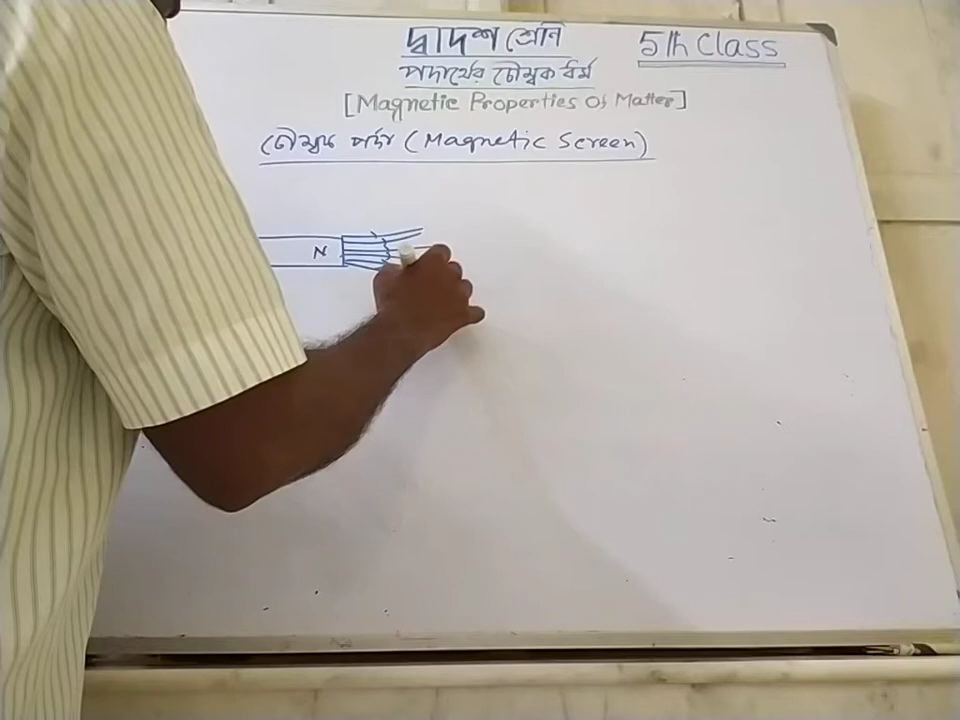 দ্বাদশ শ্রেনি
5th Class
পদার্থের চৌম্বক ধর্ম
[Magnetic Properties Of Matter]
চৌম্বক পর্দা (Magnetic Screen)
N